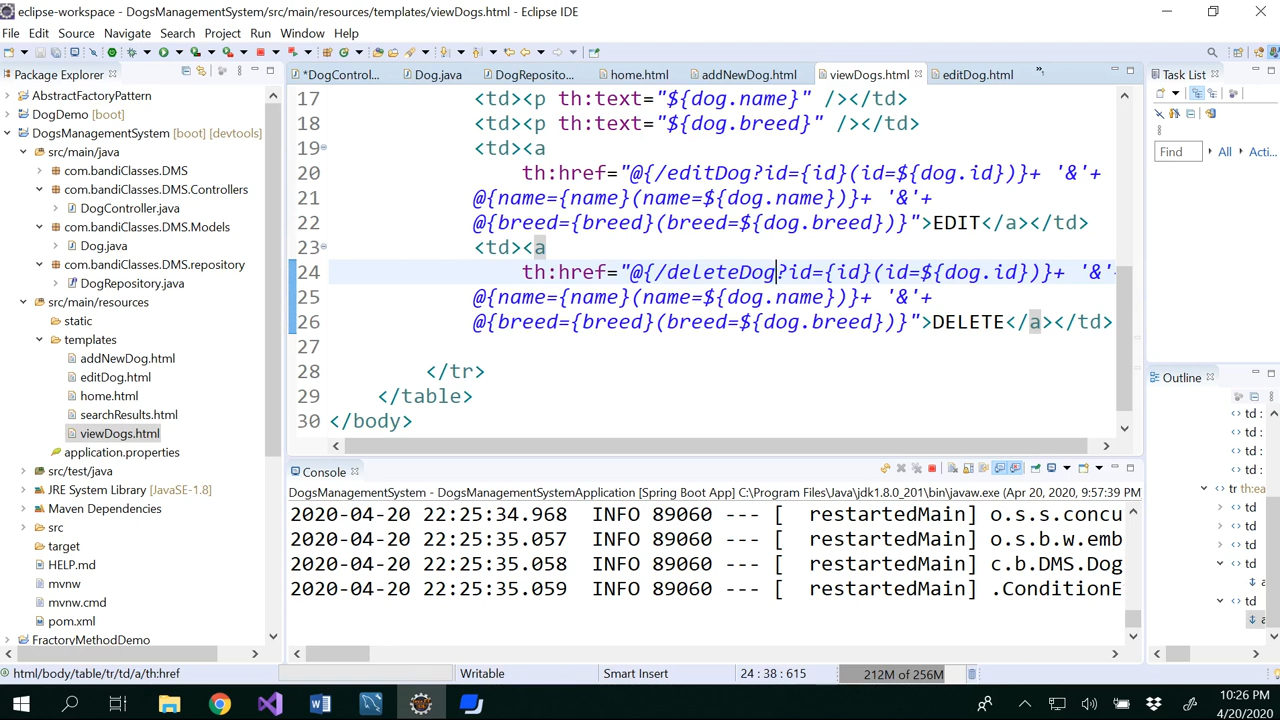 eclipse-workspace - DogsManagementSystem/src/main/resources/templates/viewDogs.html - Eclipse IDE
File Edit Source Navigate Search Project Run Window Help
Package Explorer
AbstractFactoryPattern
DogDemo [boot]
DogsManagementSystem [boot] [devtools]
src/main/java
com.bandiClasses.DMS
com.bandiClasses.DMS.Controllers
DogController.java
com.bandiClasses.DMS.Models
Dog.java
com.bandiClasses.DMS.repository
DogRepository.java
src/main/resources
static
templates
addNewDog.html
editDog.html
home.html
searchResults.html
viewDogs.html
application.properties
src/test/java
JRE System Library [JavaSE-1.8]
Maven Dependencies
src
target
HELP.md
mvnw
mvnw.cmd
pom.xml
FractoryMethodDemo
*DogControl... Dog.java DogReposito... home.html addNewDog.html viewDogs.html editDog.html
17 <td><p th:text="${dog.name}" /></td>
18 <td><p th:text="${dog.breed}" /></td>
19 <td><a
20 th:href="@{/editDog?id={id}(id=${dog.id})}+ '&'+
21 @{name={name}(name=${dog.name})}+ '&'+
22 @{breed={breed}(breed=${dog.breed})}">EDIT</a></td>
23 <td><a
24 th:href="@{/deleteDog?id={id}(id=${dog.id})}+ '&'+
25 @{name={name}(name=${dog.name})}+ '&'+
26 @{breed={breed}(breed=${dog.breed})}">DELETE</a></td>
27
28 </tr>
29 </table>
30 </body>
Console
DogsManagementSystem - DogsManagementSystemApplication [Spring Boot App] C:\Program Files\Java\jdk1.8.0_201\bin\javaw.exe (Apr 20, 2020, 9:57:39 PM
2020-04-20 22:25:34.968 INFO 89060 --- [ restartedMain] o.s.s.concu
2020-04-20 22:25:35.057 INFO 89060 --- [ restartedMain] o.s.b.w.emb
2020-04-20 22:25:35.058 INFO 89060 --- [ restartedMain] c.b.DMS.Dog
2020-04-20 22:25:35.059 INFO 89060 --- [ restartedMain] .ConditionE
Task List
Find All Acti...
Outline
td :
td :
td :
td :
tr th:ea
td
td
td
td
a
td
a
html/body/table/tr/td/a/th:href Writable Smart Insert 24 : 38 : 615 212M of 256M
10:26 PM
4/20/2020